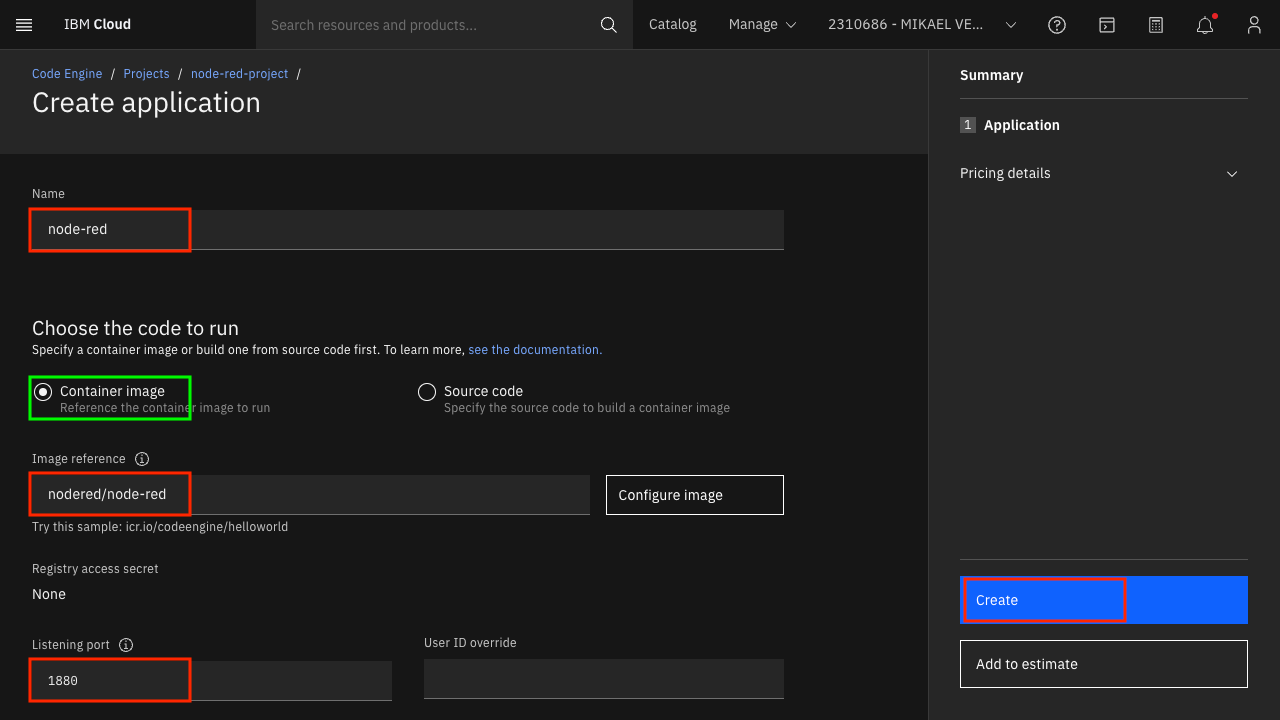 IBM Cloud
Search resources and products...
Catalog
Manage
2310686 - MIKAEL VE...
Code Engine / Projects / node-red-project /
Create application
Name
node-red
Choose the code to run
Specify a container image or build one from source code first. To learn more, see the documentation.
Container image
Reference the container image to run
Source code
Specify the source code to build a container image
Image reference
nodered/node-red
Configure image
Try this sample: icr.io/codeengine/helloworld
Registry access secret
None
Listening port
1880
User ID override
Summary
1 Application
Pricing details
Create
Add to estimate